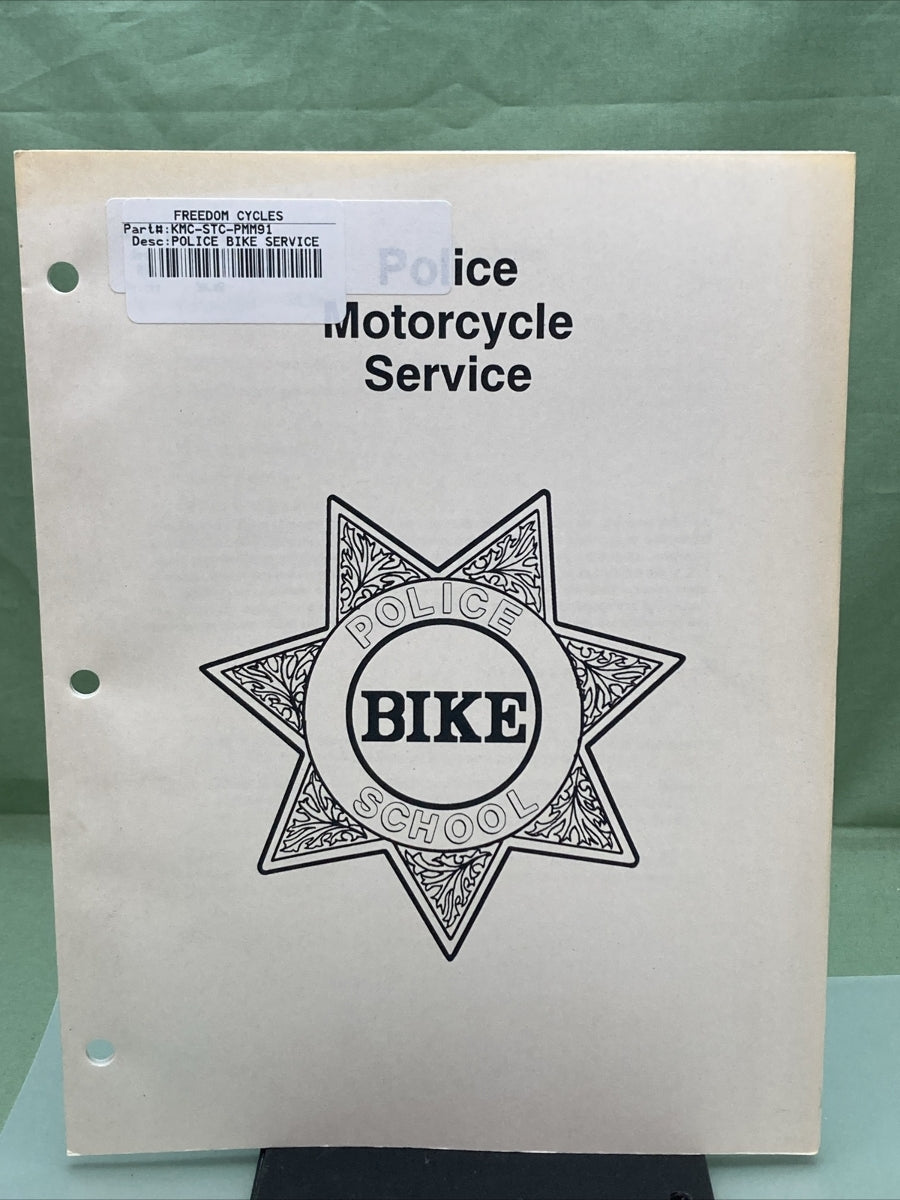 FREEDOM CYCLES
Part#:KMC-STC-PMM91
Desc:POLICE BIKE SERVICE
Police
Motorcycle
Service
POLICE
BIKE
SCHOOL